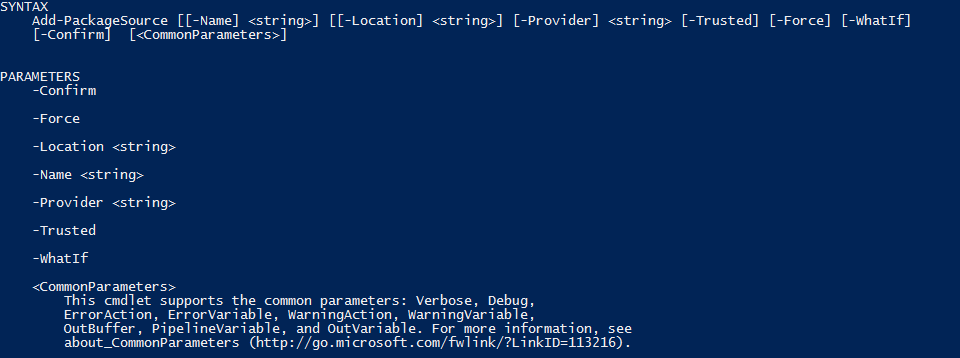 SYNTAX
Add-PackageSource [[-Name] <string>] [[-Location] <string>] [-Provider] <string> [-Trusted] [-Force] [-WhatIf]
[-Confirm]  [<CommonParameters>]
PARAMETERS
-Confirm
-Force
-Location <string>
-Name <string>
-Provider <string>
-Trusted
-WhatIf
<CommonParameters>
This cmdlet supports the common parameters: Verbose, Debug,
ErrorAction, ErrorVariable, WarningAction, WarningVariable,
OutBuffer, PipelineVariable, and OutVariable. For more information, see
about_CommonParameters (http://go.microsoft.com/fwlink/?LinkID=113216).